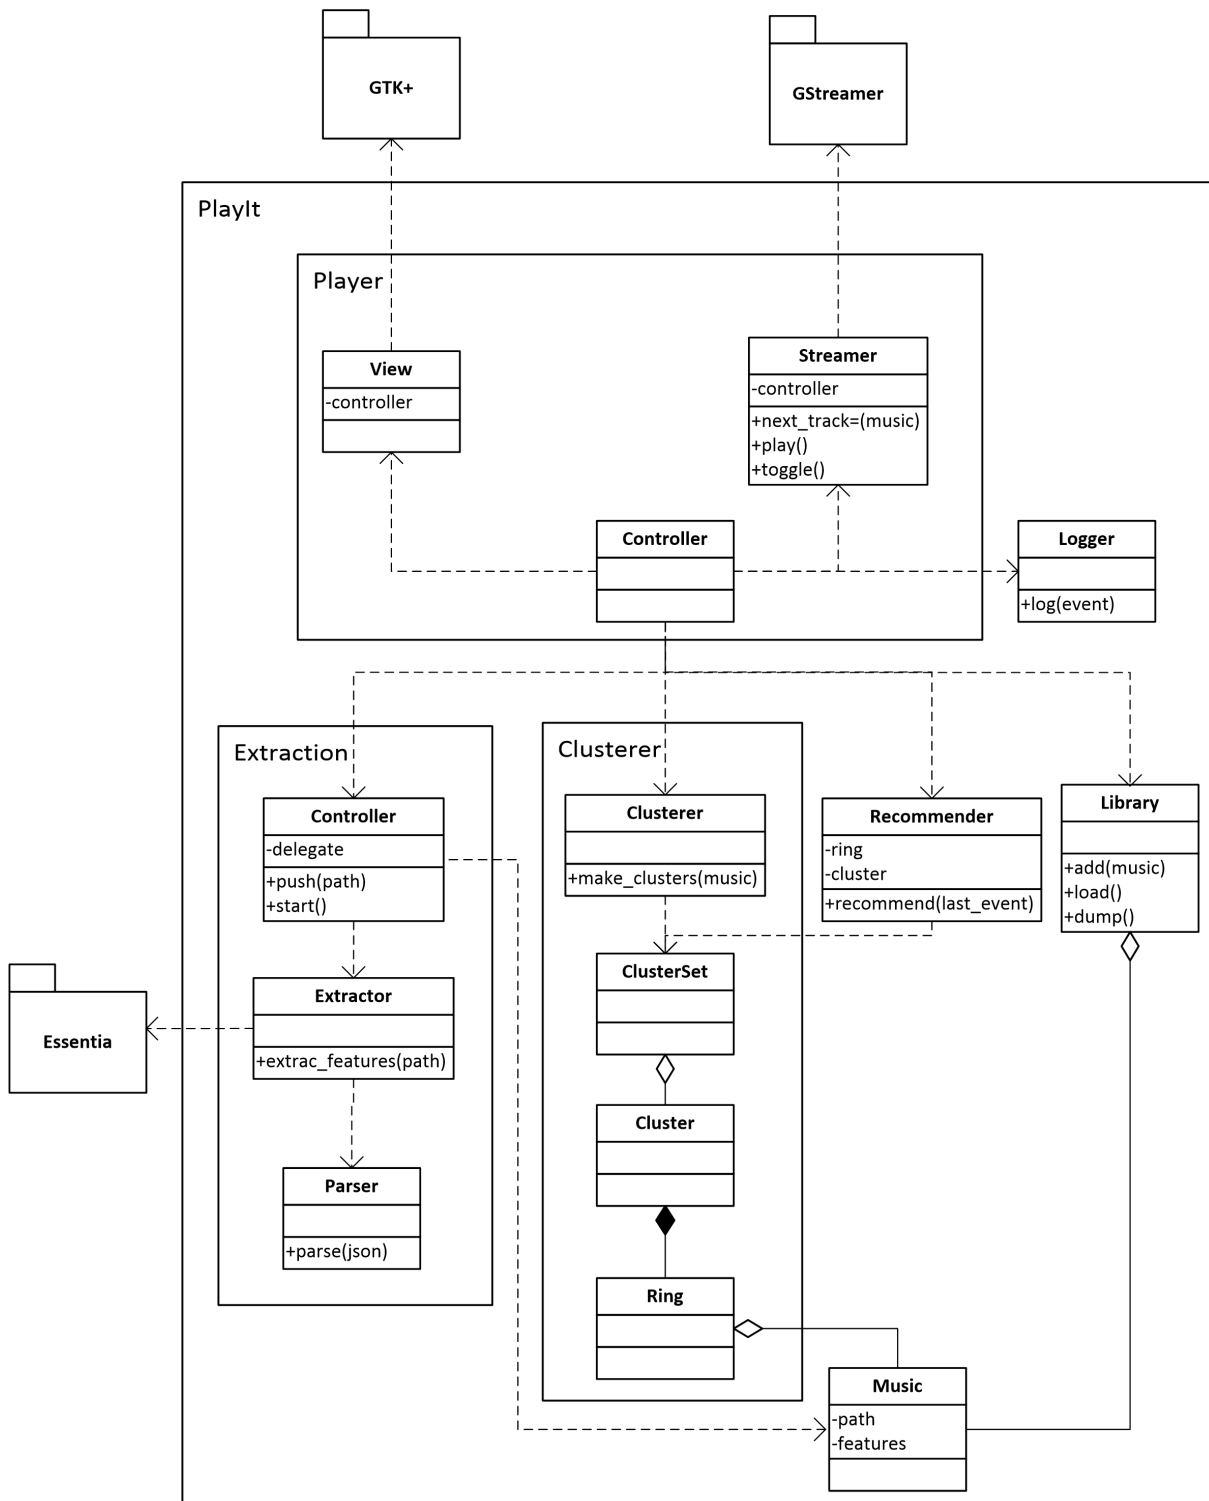 GTK+
GStreamer
PlayIt
Player
View
-controller
Streamer
-controller
+next_track=(music)
+play()
+toggle()
Controller
Logger
+log(event)
Extraction
Controller
-delegate
+push(path)
+start()
Extractor
+extrac_features(path)
Parser
+parse(json)
Essentia
Clusterer
Clusterer
+make_clusters(music)
ClusterSet
Cluster
Ring
Recommender
-ring
-cluster
+recommend(last_event)
Library
+add(music)
+load()
+dump()
Music
-path
-features